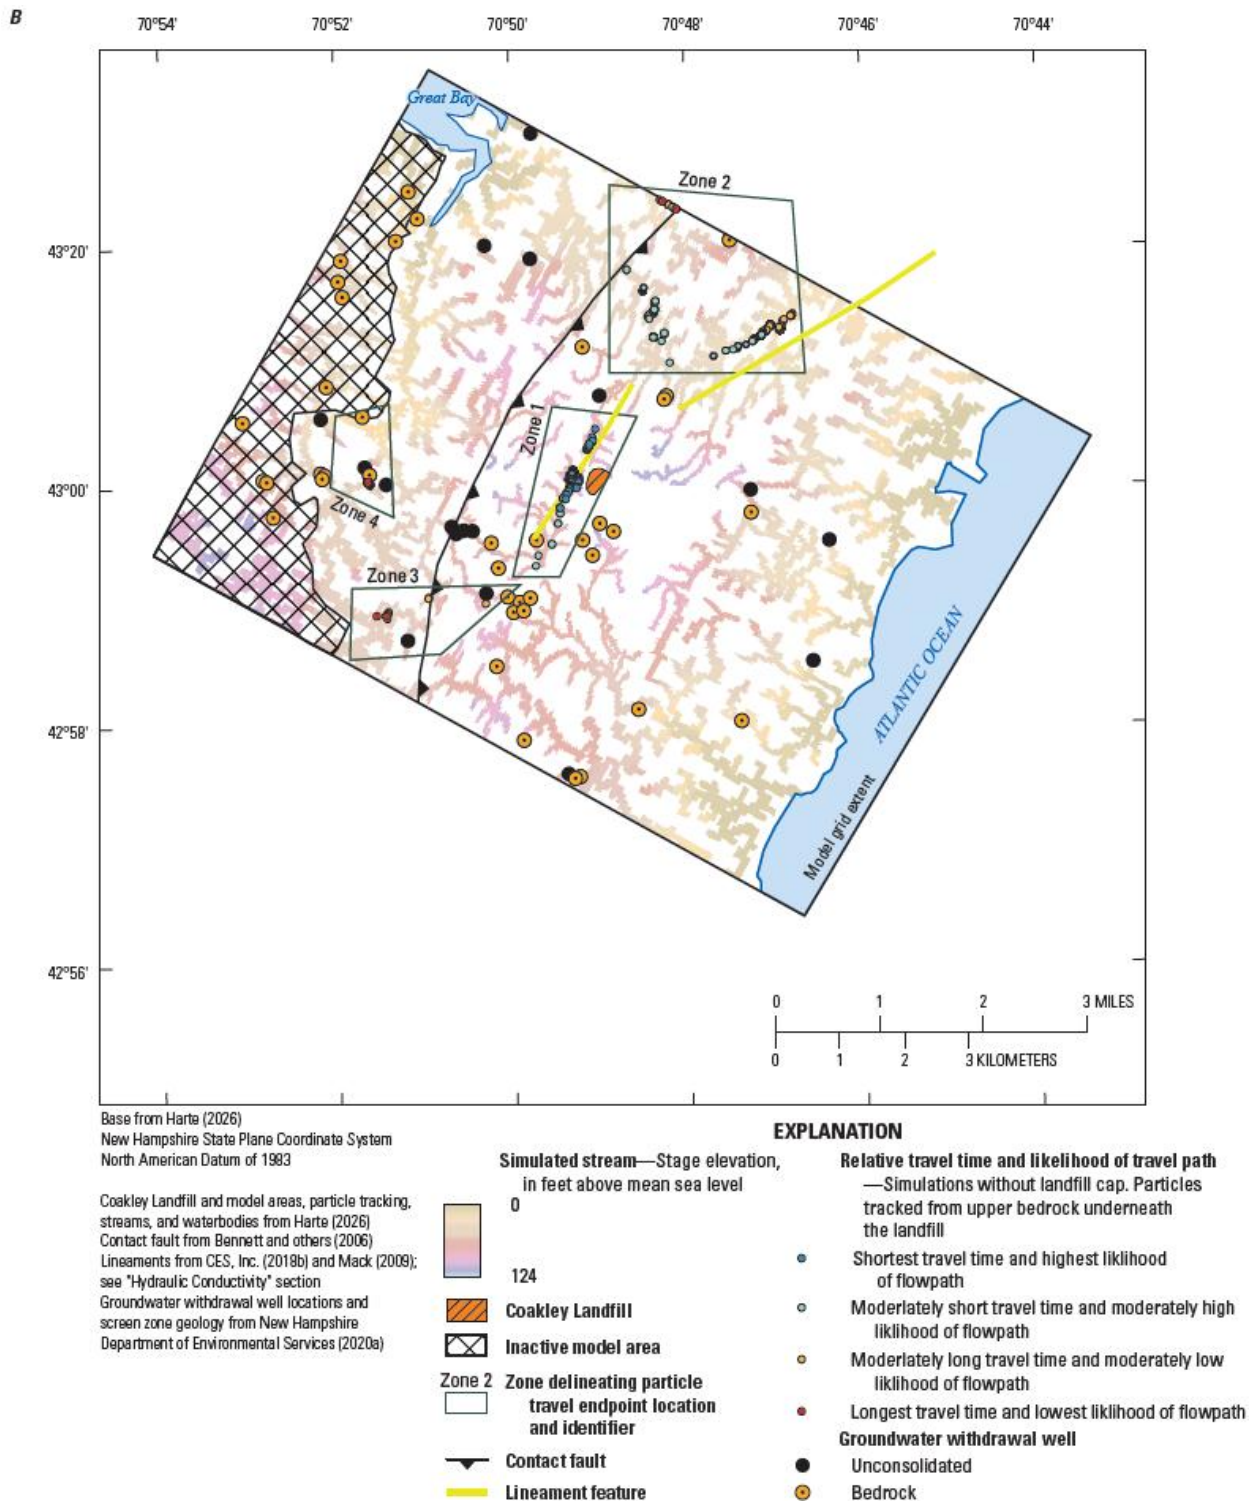 B
70°54' 70°52' 70°50' 70°48' 70°46' 70°44'
Great Bay
Zone 2
43°20'
Zone 1
43°00'
Zone 4
Zone 3
ATLANTIC OCEAN
42°58'
Model grid extent
42°56'
0 1 2 3 MILES
0 1 2 3 KILOMETERS
Base from Harte (2026)
New Hampshire State Plane Coordinate System
North American Datum of 1983
Coakley Landfill and model areas, particle tracking,
streams, and waterbodies from Harte (2026)
Contact fault from Bennett and others (2006)
Lineaments from CES, Inc. (2018b) and Mack (2009);
see "Hydraulic Conductivity" section
Groundwater withdrawal well locations and
screen zone geology from New Hampshire
Department of Environmental Services (2020a)
EXPLANATION
Simulated stream—Stage elevation,
in feet above mean sea level
0
124
Coakley Landfill
Inactive model area
Zone 2 Zone delineating particle
travel endpoint location
and identifier
Contact fault
Lineament feature
Relative travel time and likelihood of travel path
—Simulations without landfill cap. Particles
tracked from upper bedrock underneath
the landfill
Shortest travel time and highest liklihood
of flowpath
Moderlately short travel time and moderately high
liklihood of flowpath
Moderlately long travel time and moderately low
liklihood of flowpath
Longest travel time and lowest liklihood of flowpath
Groundwater withdrawal well
Unconsolidated
Bedrock